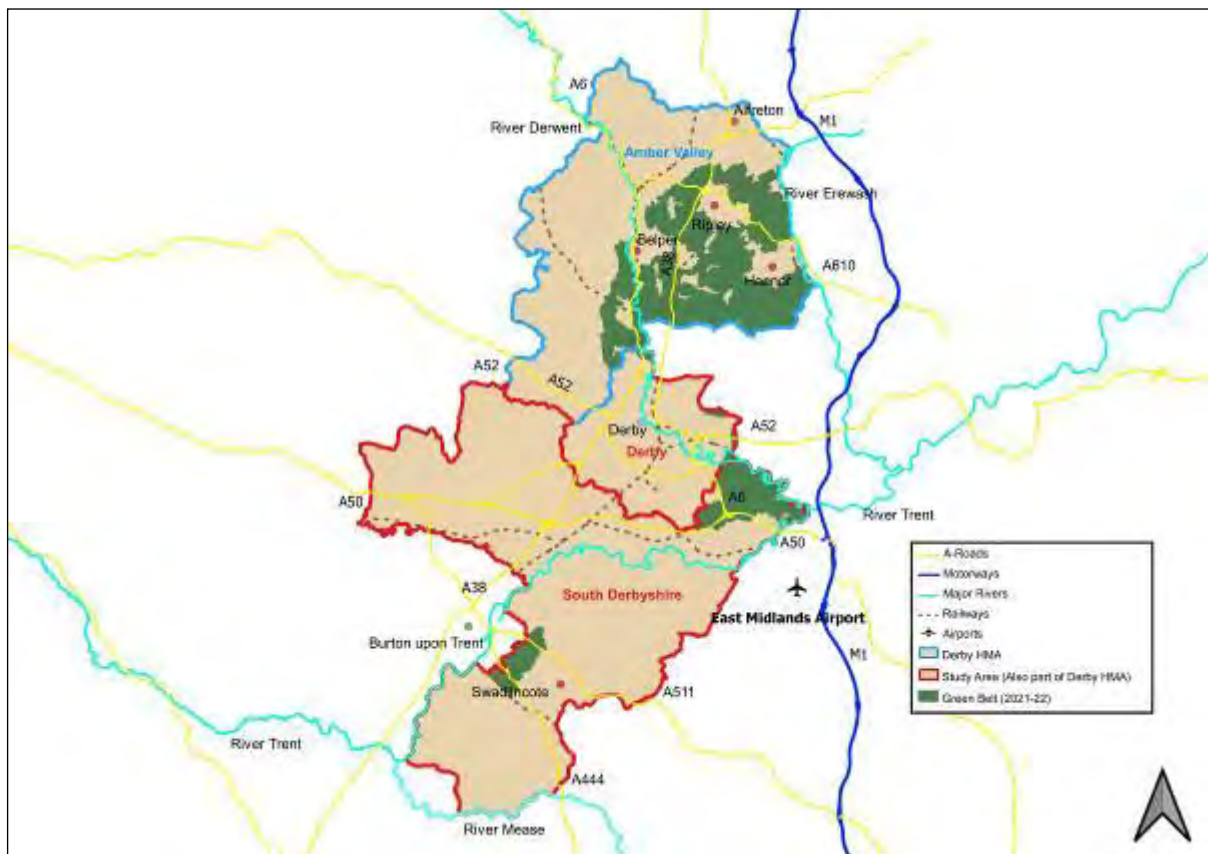 A6
Alfreton
M1
River Derwent
Amber Valley
River Erewash
Ripley
Belper
A38
Heanor
A610
A52
A52
A52
Derby
Derby
A6
A50
River Trent
A50
A38
South Derbyshire
East Midlands Airport
Burton upon Trent
M1
Swadlincote
A511
River Trent
A444
River Mease
A-Roads
Motorways
Major Rivers
Railways
Airports
Derby HMA
Study Area (Also part of Derby HMA)
Green Belt (2021-22)